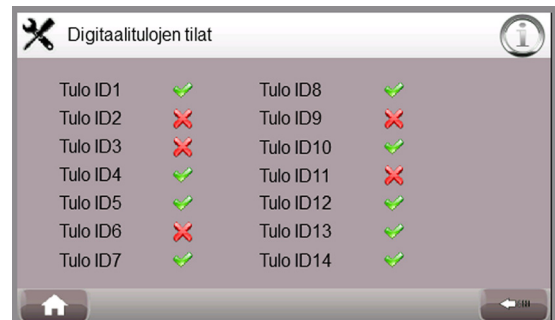 Digitaalitulojen tilat
Tulo ID1
Tulo ID2
Tulo ID3
Tulo ID4
Tulo ID5
Tulo ID6
Tulo ID7
Tulo ID8
Tulo ID9
Tulo ID10
Tulo ID11
Tulo ID12
Tulo ID13
Tulo ID14